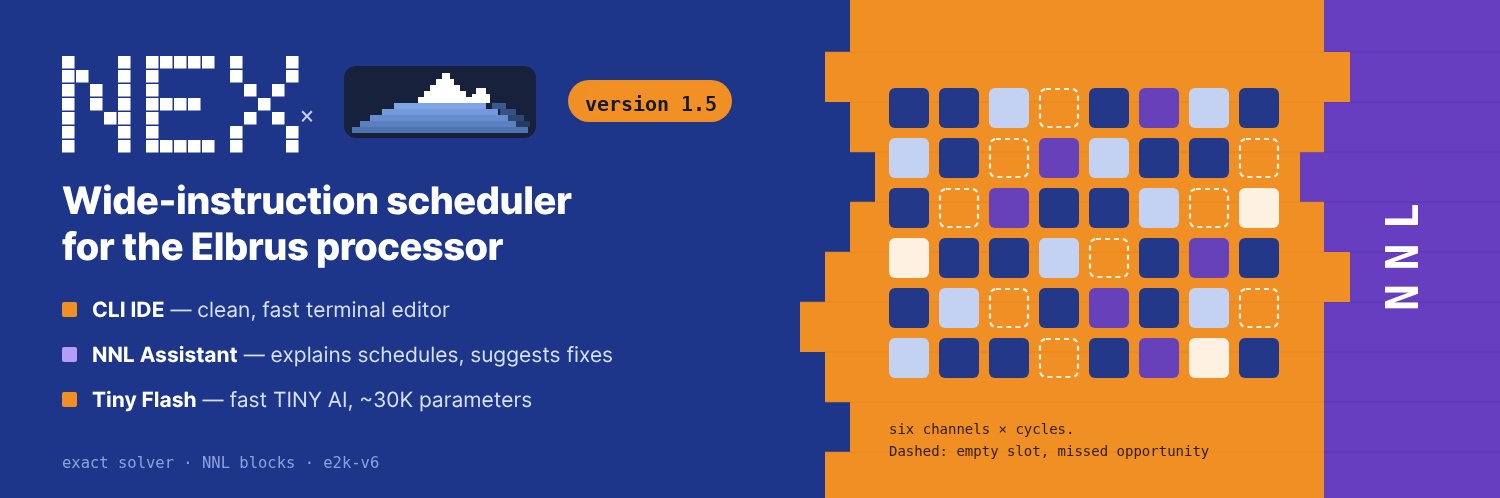 NEX
×
version 1.5
Wide-instruction scheduler
for the Elbrus processor
CLI IDE — clean, fast terminal editor
NNL Assistant — explains schedules, suggests fixes
Tiny Flash — fast TINY AI, ~30K parameters
exact solver · NNL blocks · e2k-v6
six channels × cycles.
Dashed: empty slot, missed opportunity
NNL